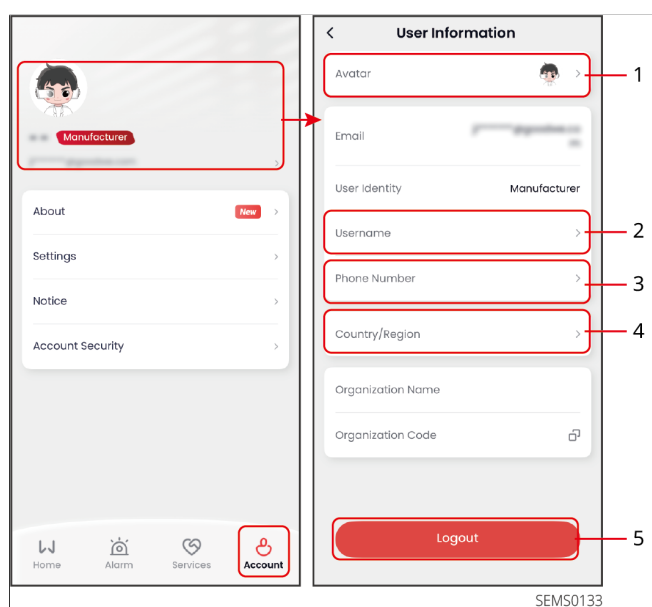 Manufacturer
About
New
Settings
Notice
Account Security
Home
Alarm
Services
Account
User Information
Avatar
1
Email
User Identity
Manufacturer
Username
2
Phone Number
3
Country/Region
4
Organization Name
Organization Code
Logout
5
SEMS0133